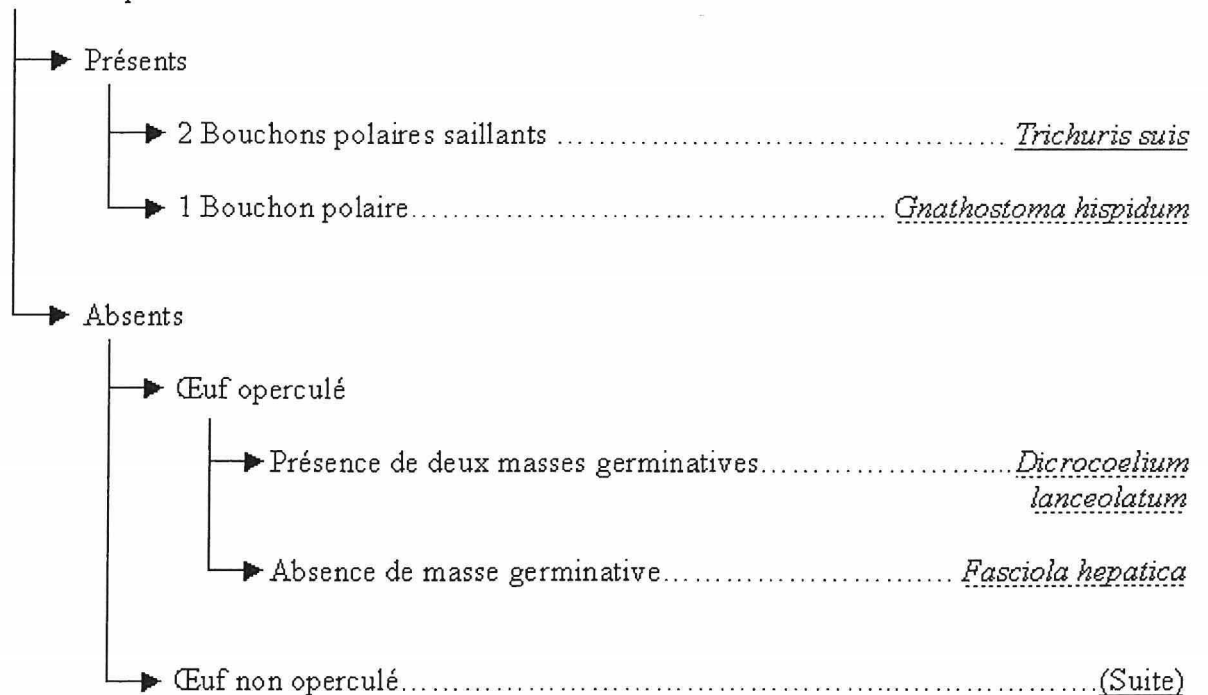 Présents
2 Bouchons polaires saillants ........................................ Trichuris suis
1 Bouchon polaire............................................... Gnathostoma hispidum
Absents
Œuf operculé
Présence de deux masses germinatives........................Dicrocoelium
lanceolatum
Absence de masse germinative........................... Fasciola hepatica
Œuf non operculé....................................................................(Suite)